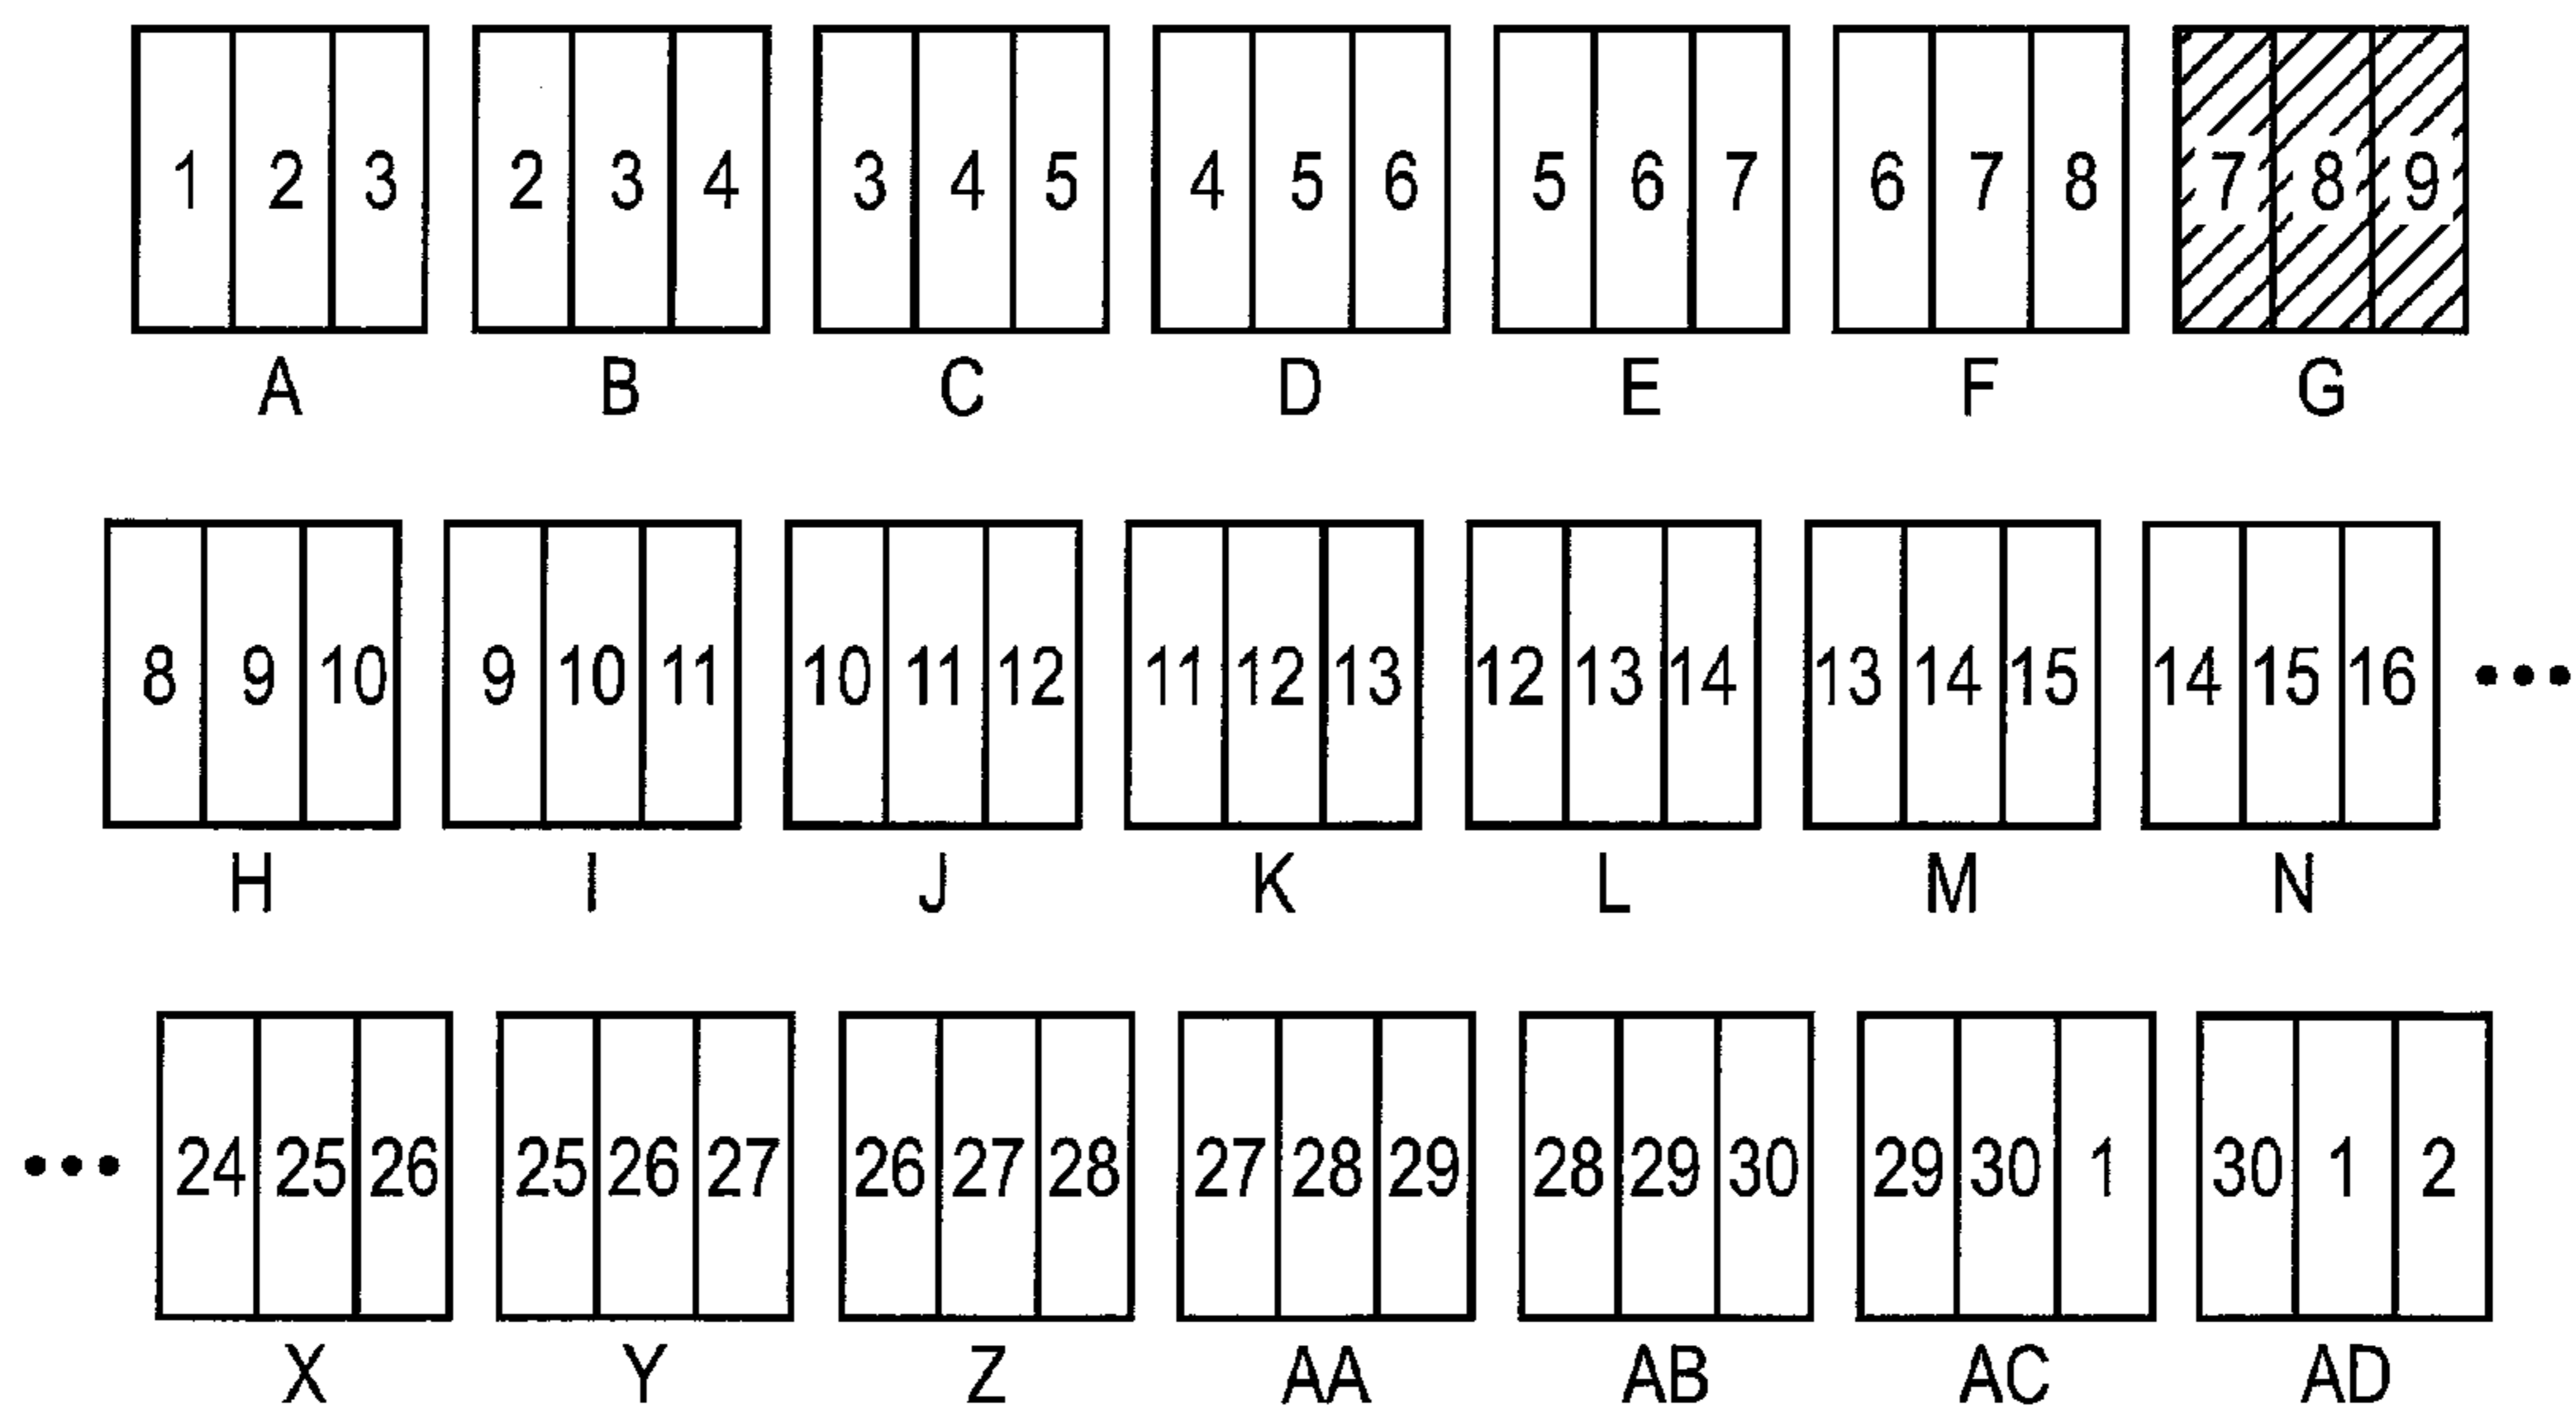 1 2 3 2 3 4 3 4 5 4 5 6 5 6 7 6 7 8 7 8 9
A B C D E F G
8 9 10 9 10 11 10 11 12 11 12 13 12 13 14 13 14 15 14 15 16 •••
H I J K L M N
••• 24 25 26 25 26 27 26 27 28 27 28 29 28 29 30 29 30 1 30 1 2
X Y Z AA AB AC AD